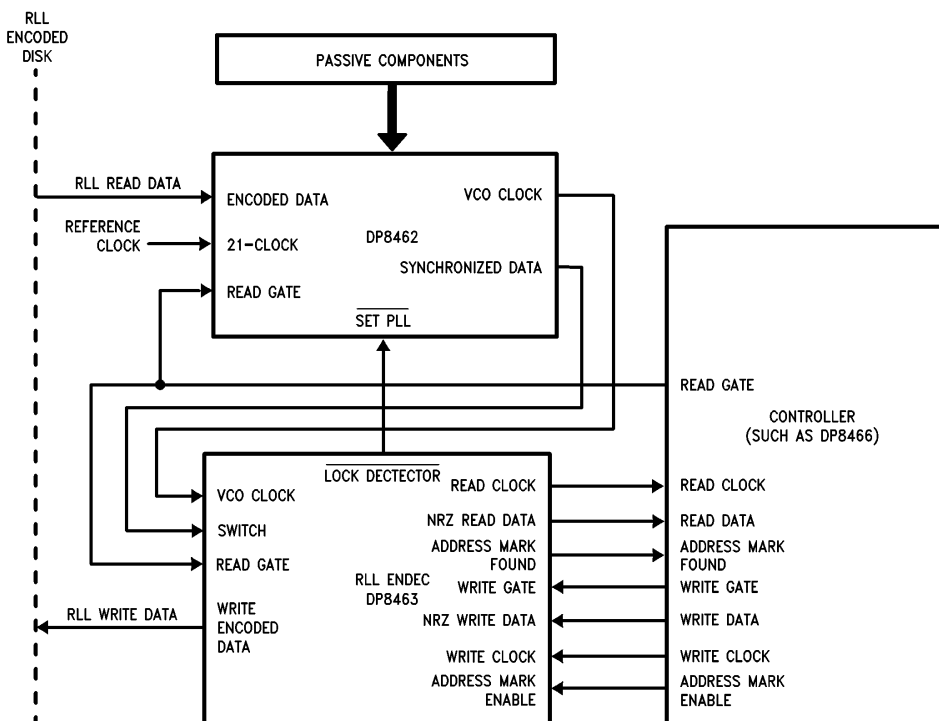 RLL
ENCODED
DISK
PASSIVE COMPONENTS
RLL READ DATA
ENCODED DATA
VCO CLOCK
REFERENCE
CLOCK
21-CLOCK
DP8462
SYNCHRONIZED DATA
READ GATE
SET PLL
READ GATE
CONTROLLER
(SUCH AS DP8466)
LOCK DECTECTOR
VCO CLOCK
READ CLOCK
READ CLOCK
SWITCH
NRZ READ DATA
READ DATA
READ GATE
ADDRESS MARK
FOUND
ADDRESS MARK
FOUND
RLL ENDEC
DP8463
WRITE GATE
WRITE GATE
RLL WRITE DATA
WRITE
ENCODED
DATA
NRZ WRITE DATA
WRITE DATA
WRITE CLOCK
WRITE CLOCK
ADDRESS MARK
ENABLE
ADDRESS MARK
ENABLE